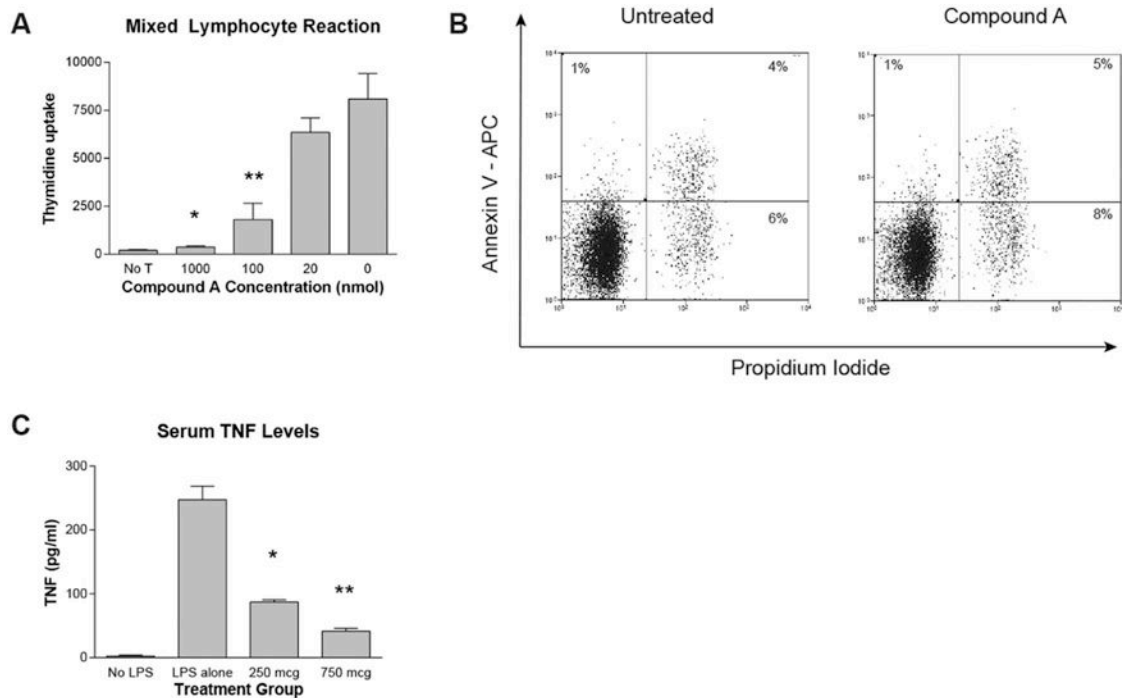 A
Mixed Lymphocyte Reaction
10000
7500
5000
2500
0
Thymidine uptake
*
**
No T 1000 100 20 0
Compound A Concentration (nmol)
B
Untreated
Compound A
1% 4%
6%
1% 5%
8%
Annexin V - APC
Propidium Iodide
C
Serum TNF Levels
300
200
100
0
TNF (pg/ml)
*
**
No LPS LPS alone 250 mcg 750 mcg
Treatment Group